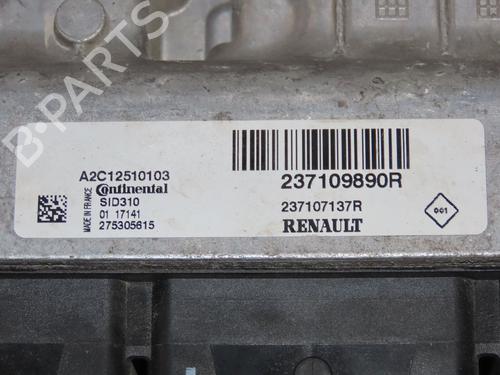 B-PARTS
A2C12510103
MADE IN FRANCE
Continental
SID310
01 17141
275305615
237109890R
237107137R
RENAULT
001